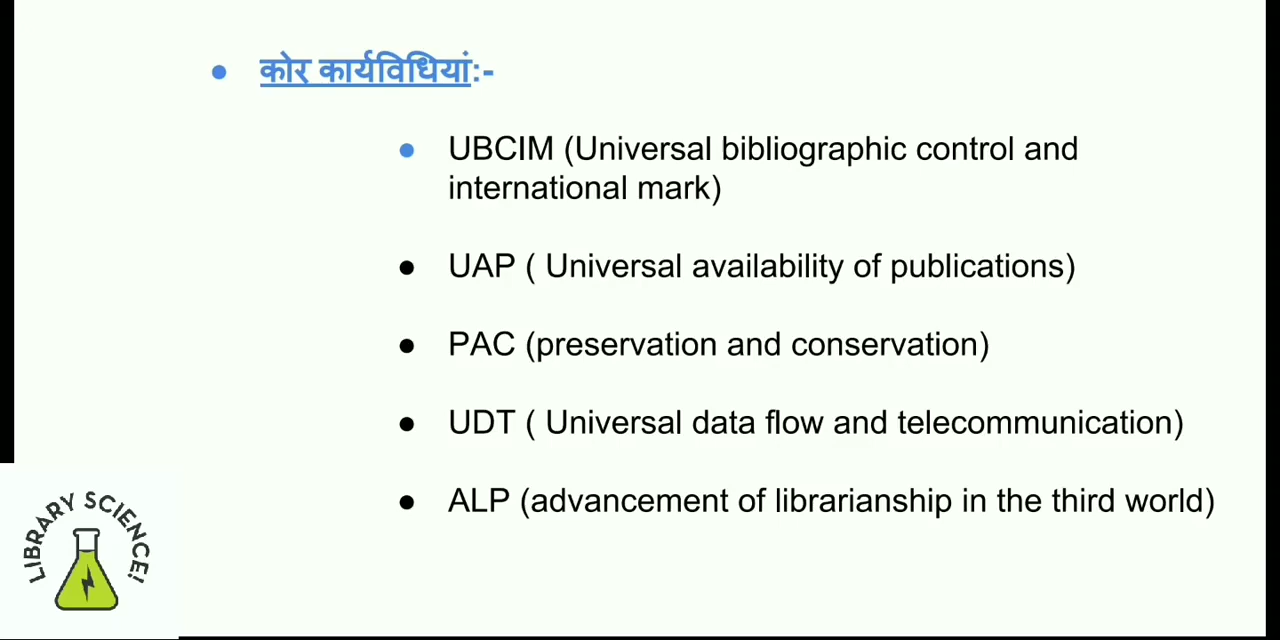 कोर कार्यविधियां:-
UBCIM (Universal bibliographic control and
international mark)
UAP ( Universal availability of publications)
PAC (preservation and conservation)
UDT ( Universal data flow and telecommunication)
ALP (advancement of librarianship in the third world)
LIBRARY SCIENCE!